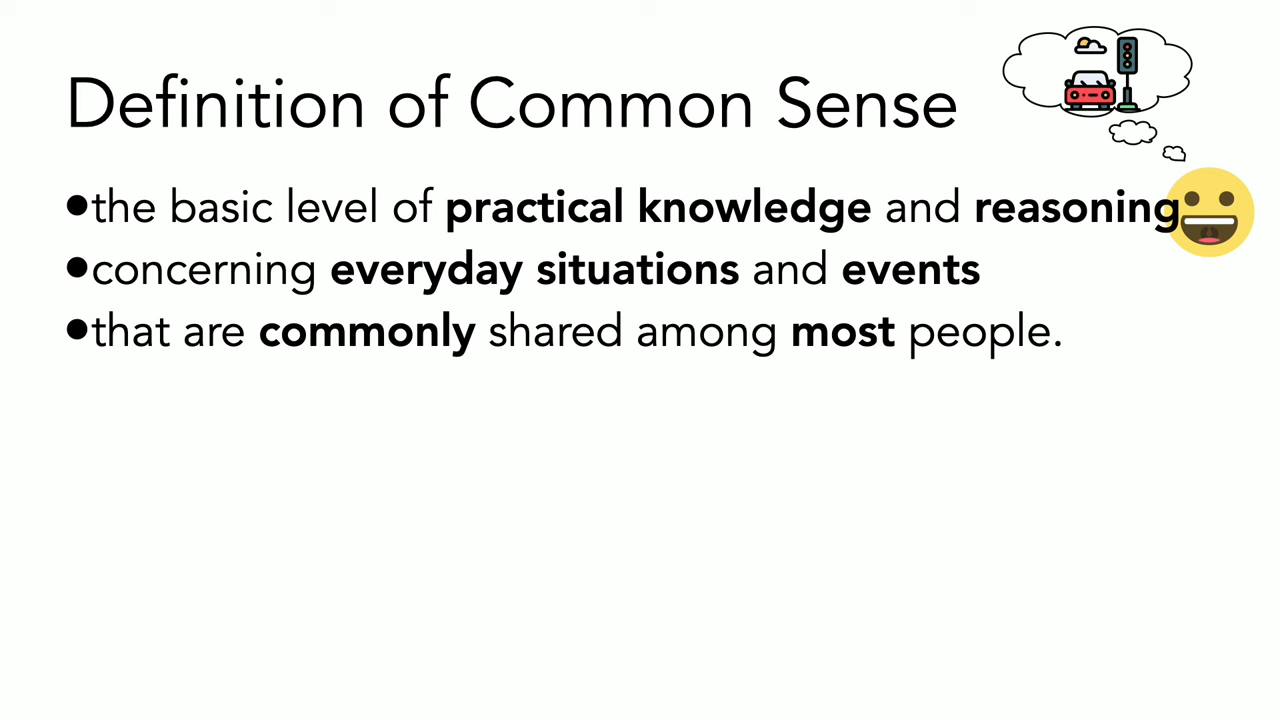 Definition of Common Sense
•the basic level of practical knowledge and reasoning
•concerning everyday situations and events
•that are commonly shared among most people.